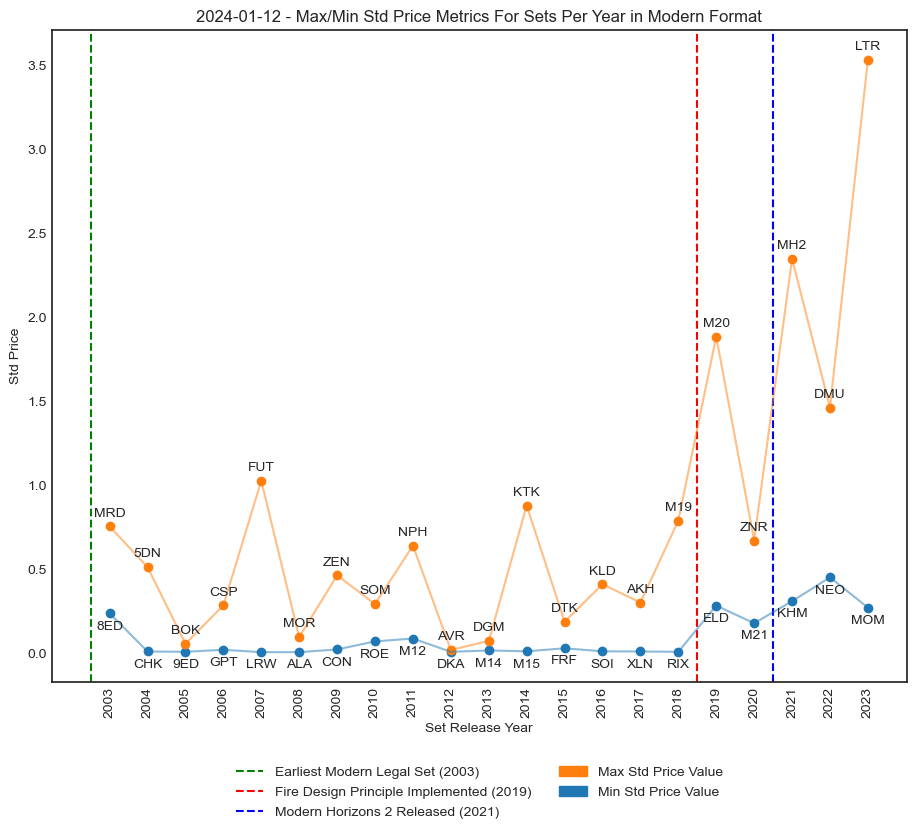 2024-01-12 - Max/Min Std Price Metrics For Sets Per Year in Modern Format
LTR
3.5
3.0
2.5
MH2
2.0
M20
1.5
DMU
1.0
FUT
KTK
M19
MRD
ZNR
NPH
5DN
0.5
ZEN
KLD
CSP
SOM
AKH
BOK
MOR
AVR
DGM
DTK
8ED
CHK
9ED
GPT
LRW
ALA
CON
ROE
M12
DKA
M14
M15
FRF
SOI
XLN
RIX
ELD
M21
KHM
NEO
MOM
0.0
Std Price
2003
2004
2005
2006
2007
2008
2009
2010
2011
2012
2013
2014
2015
2016
2017
2018
2019
2020
2021
2022
2023
Set Release Year
Earliest Modern Legal Set (2003)
Fire Design Principle Implemented (2019)
Modern Horizons 2 Released (2021)
Max Std Price Value
Min Std Price Value